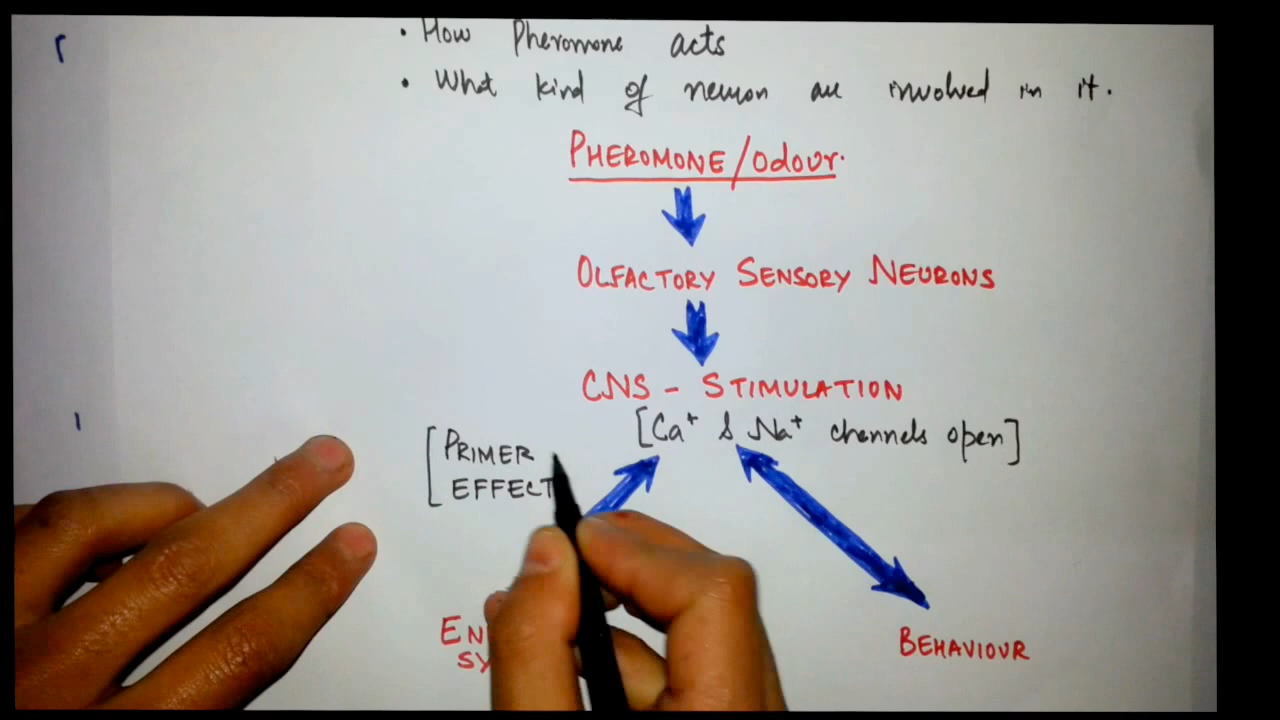 • How Pheromone acts
• What kind of neuron are involved in it.
PHEROMONE/Odour.
OLFACTORY SENSORY NEURONS
CNS - STIMULATION
[Ca+ & Na+ channels open]
[PRIMER
EFFECT
BEHAVIOUR